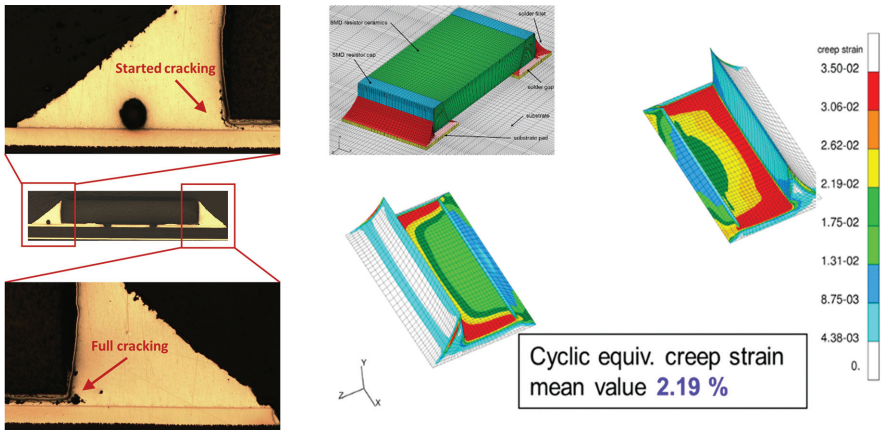 Started cracking
Full cracking
SMD resistor ceramics
solder fillet
SMD resistor cap
solder gap
substrate
substrate pad
creep strain
3.50-02
3.06-02
2.62-02
2.19-02
1.75-02
1.31-02
8.75-03
4.38-03
0.
Y
Z
X
Cyclic equiv. creep strain
mean value 2.19 %